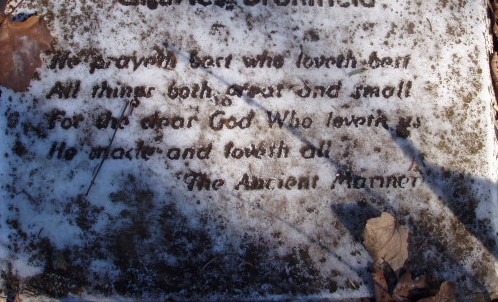 He prayeth best who loveth best
All things both great and small
For the dear God Who loveth us
He made and loveth all
The Ancient Mariner